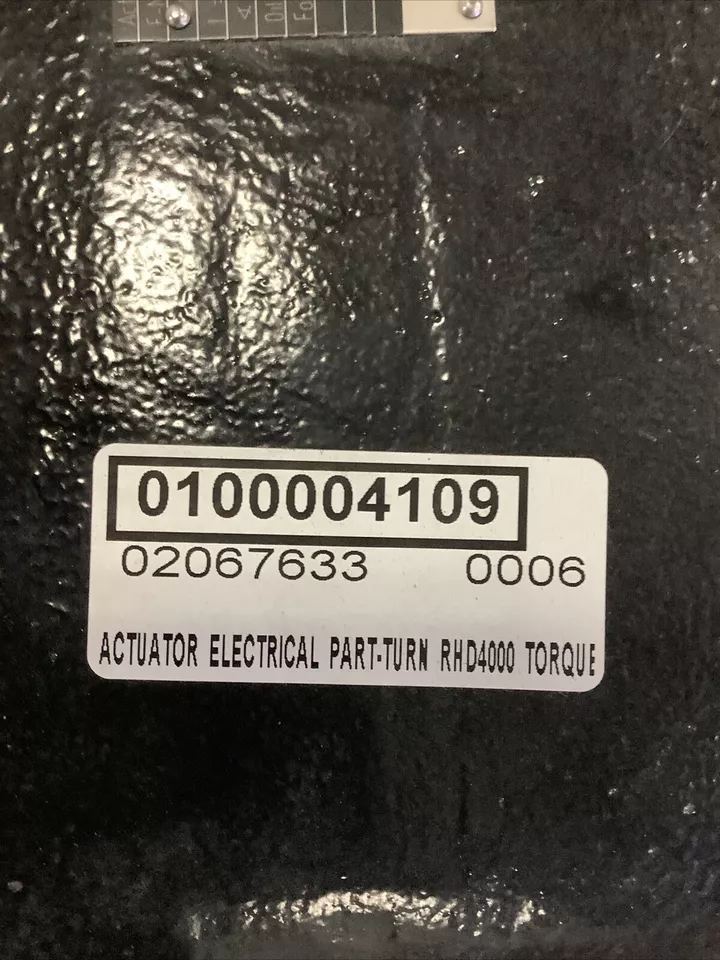 0100004109
02067633 0006
ACTUATOR ELECTRICAL PART-TURN RHD4000 TORQUE